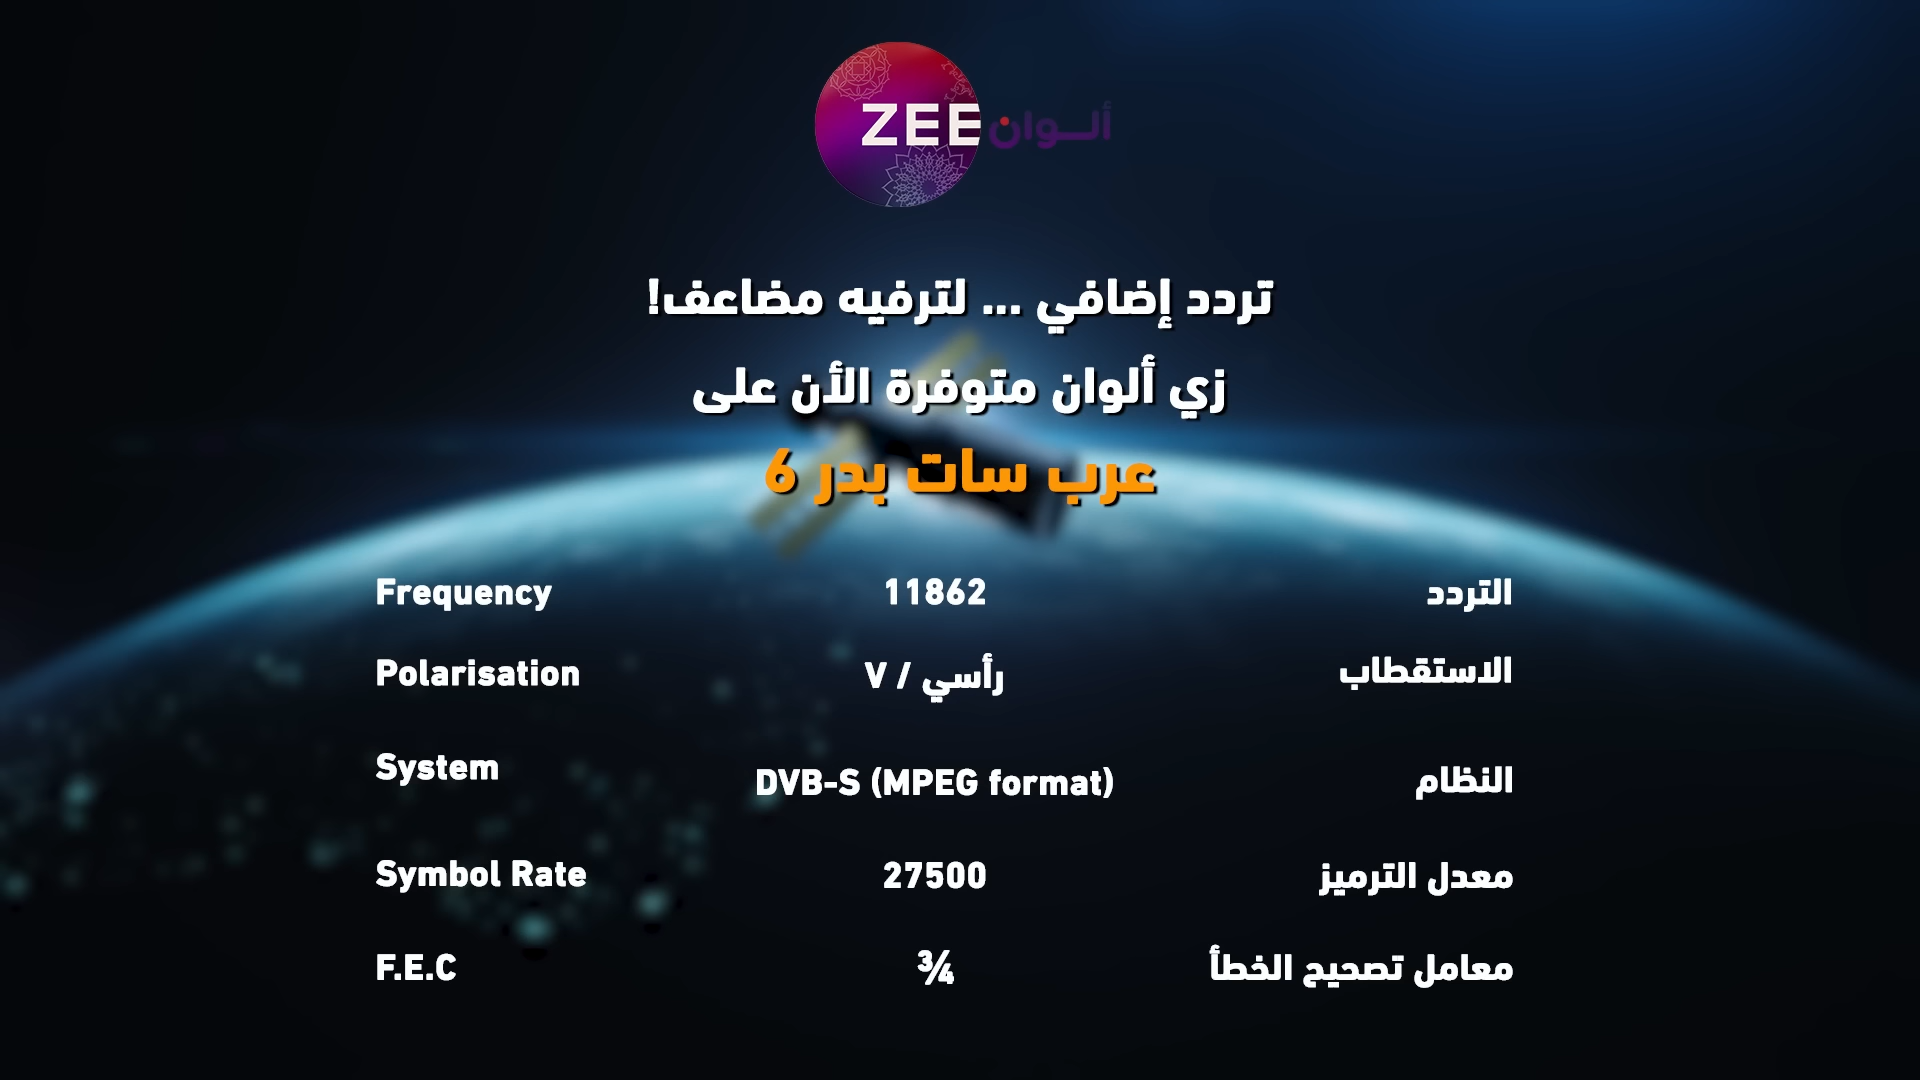 ZEE ألوان
تردد إضافي ... لترفيه مضاعف!
زي ألوان متوفرة الأن على
عرب سات بدر 6
Frequency 11862 التردد
Polarisation رأسي / V الاستقطاب
System DVB-S (MPEG format) النظام
Symbol Rate 27500 معدل الترميز
F.E.C ¾ معامل تصحيح الخطأ